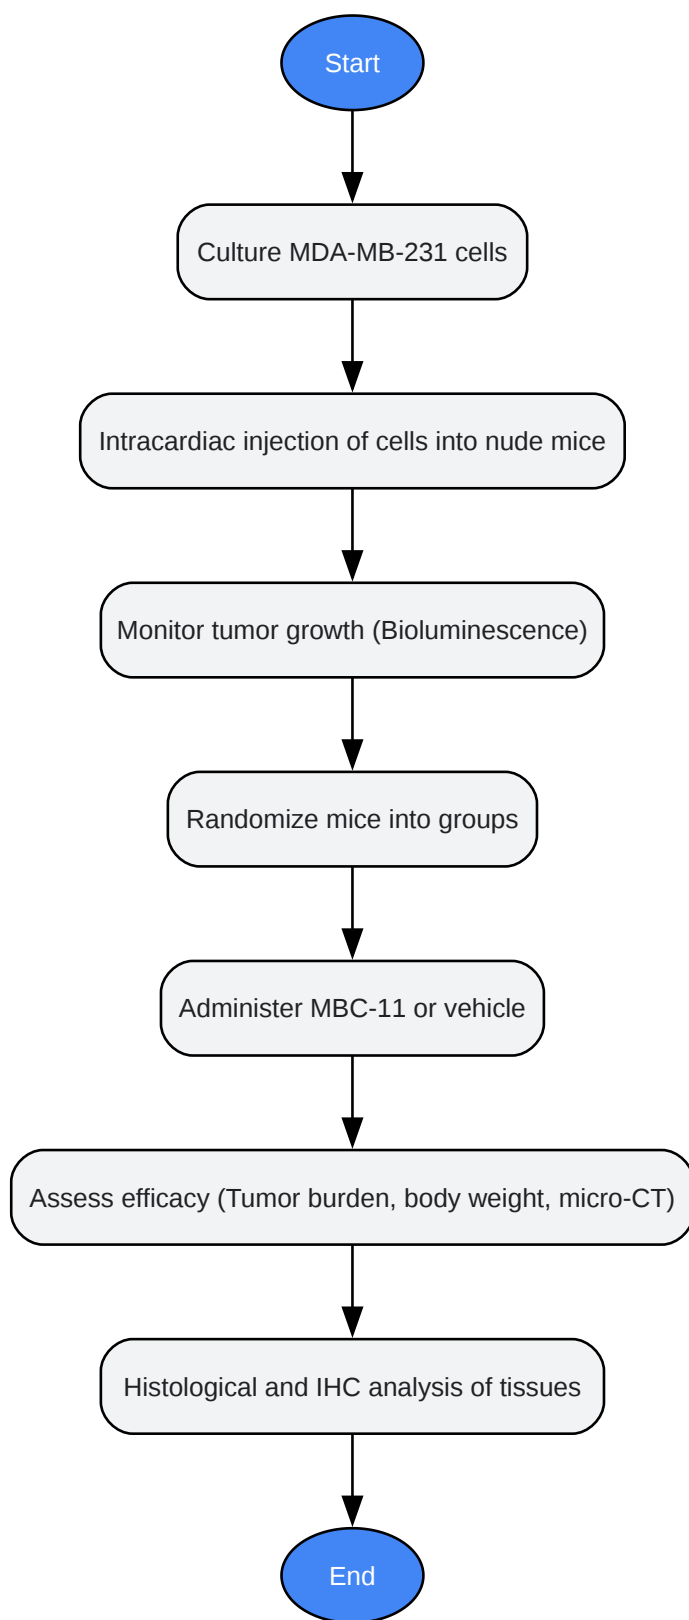 Start
Culture MDA-MB-231 cells
Intracardiac injection of cells into nude mice
Monitor tumor growth (Bioluminescence)
Randomize mice into groups
Administer MBC-11 or vehicle
Assess efficacy (Tumor burden, body weight, micro-CT)
Histological and IHC analysis of tissues
End